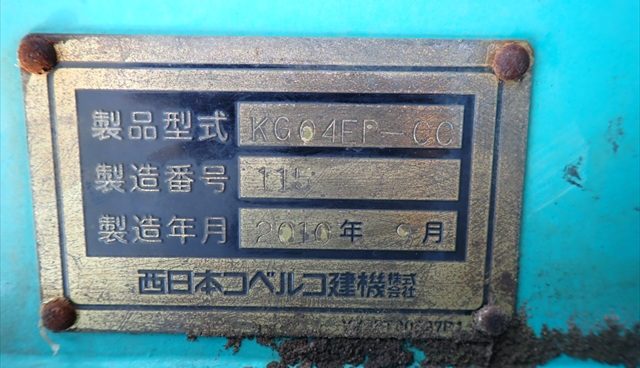 製品型式 KG04FP-CC
製造番号 115
製造年月 2010年 9月
西日本コベルコ建機株式会社